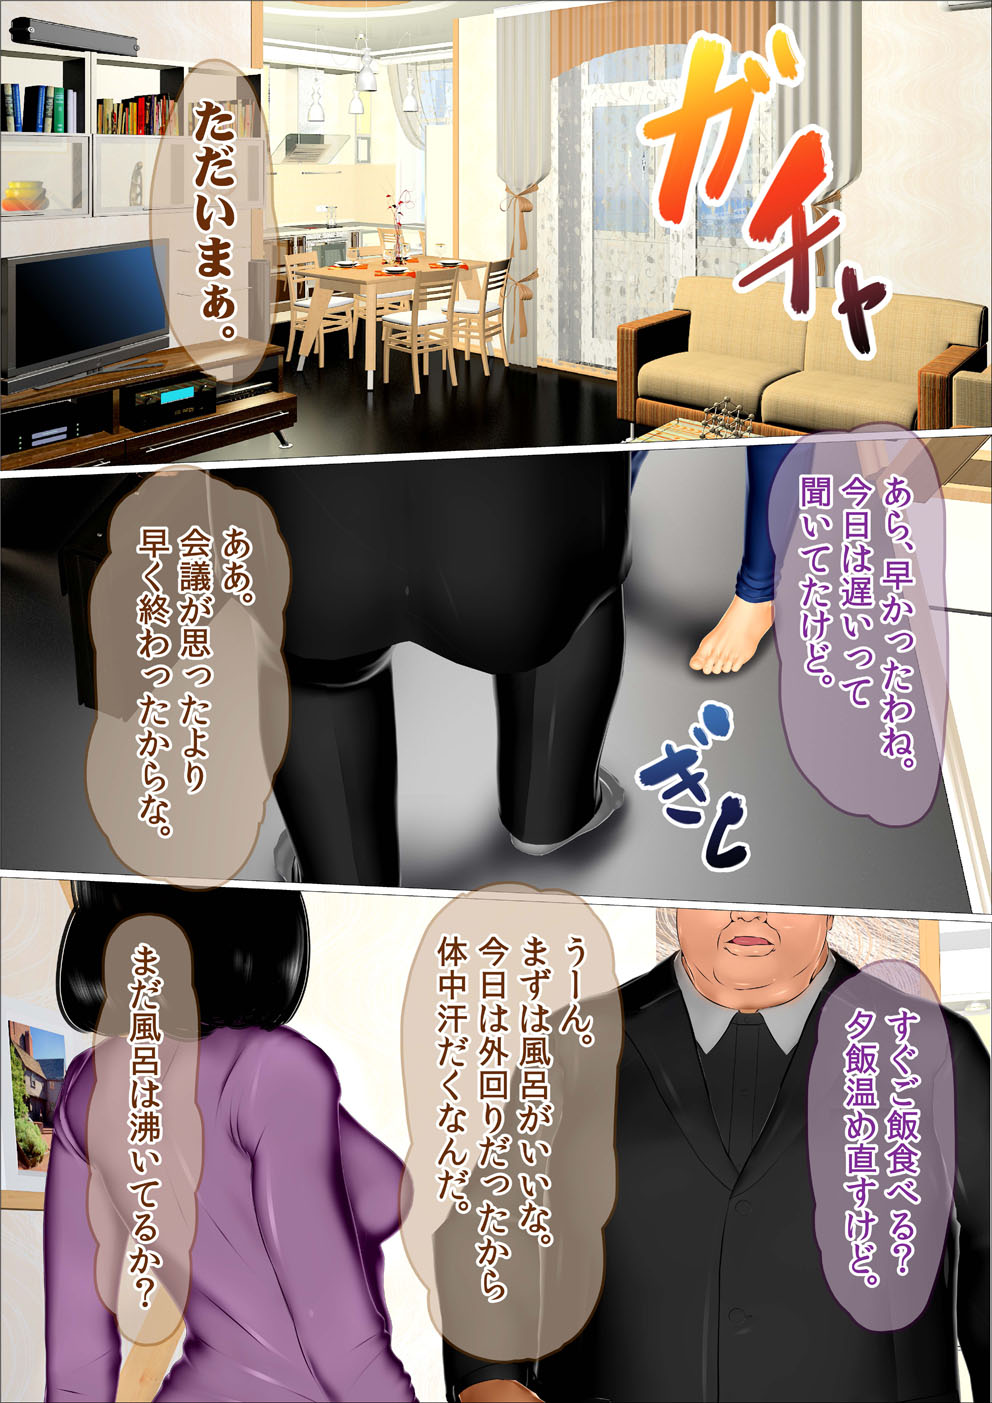 ガチャ
ただいまぁ。
あら、早かったわね。
今日は遅いって
聞いてたけど。
ぎし
ああ。
会議が思ったより
早く終わったからな。
すぐご飯食べる?
夕飯温め直すけど。
うーん。
まずは風呂がいいな。
今日は外回りだったから
体中汗だくなんだ。
まだ風呂は沸いてるか?